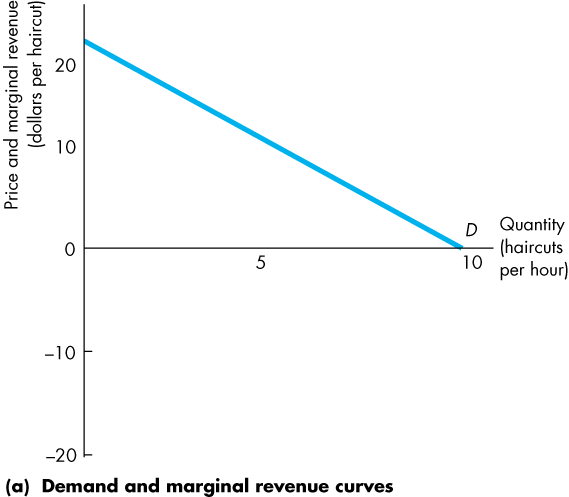 Price and marginal revenue
(dollars per haircut)
20
10
0
–10
–20
5
10
D
Quantity
(haircuts
per hour)
(a) Demand and marginal revenue curves